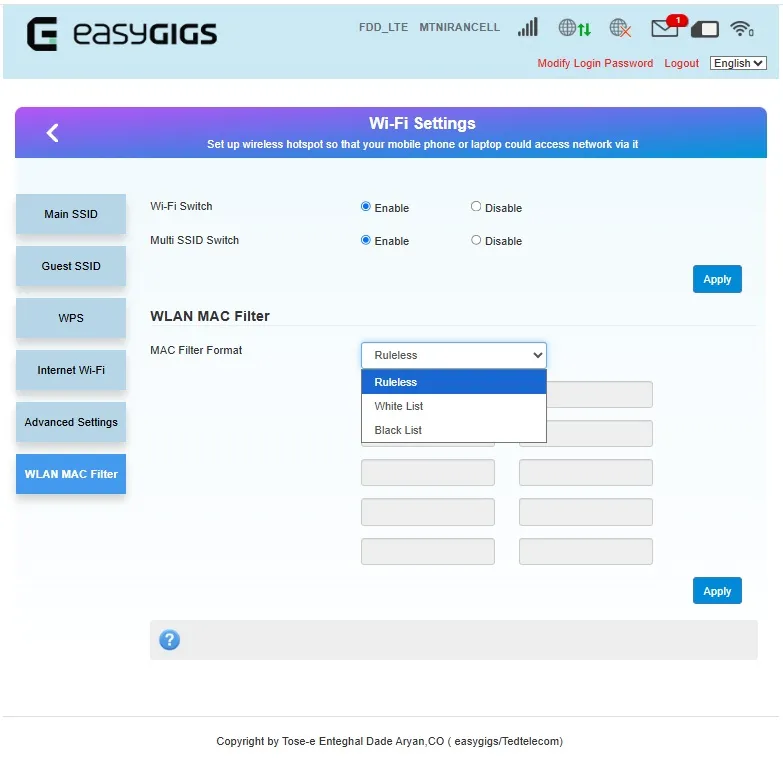 easyGIGS
FDD_LTE MTNIRANCELL 1 0
Modify Login Password Logout English
Wi-Fi Settings
Set up wireless hotspot so that your mobile phone or laptop could access network via it
Main SSID
Guest SSID
WPS
Internet Wi-Fi
Advanced Settings
WLAN MAC Filter
Wi-Fi Switch Enable Disable
Multi SSID Switch Enable Disable
Apply
WLAN MAC Filter
MAC Filter Format Ruleless
Ruleless
White List
Black List
Apply
?
Copyright by Tose-e Enteghal Dade Aryan,CO ( easygigs/Tedtelecom)